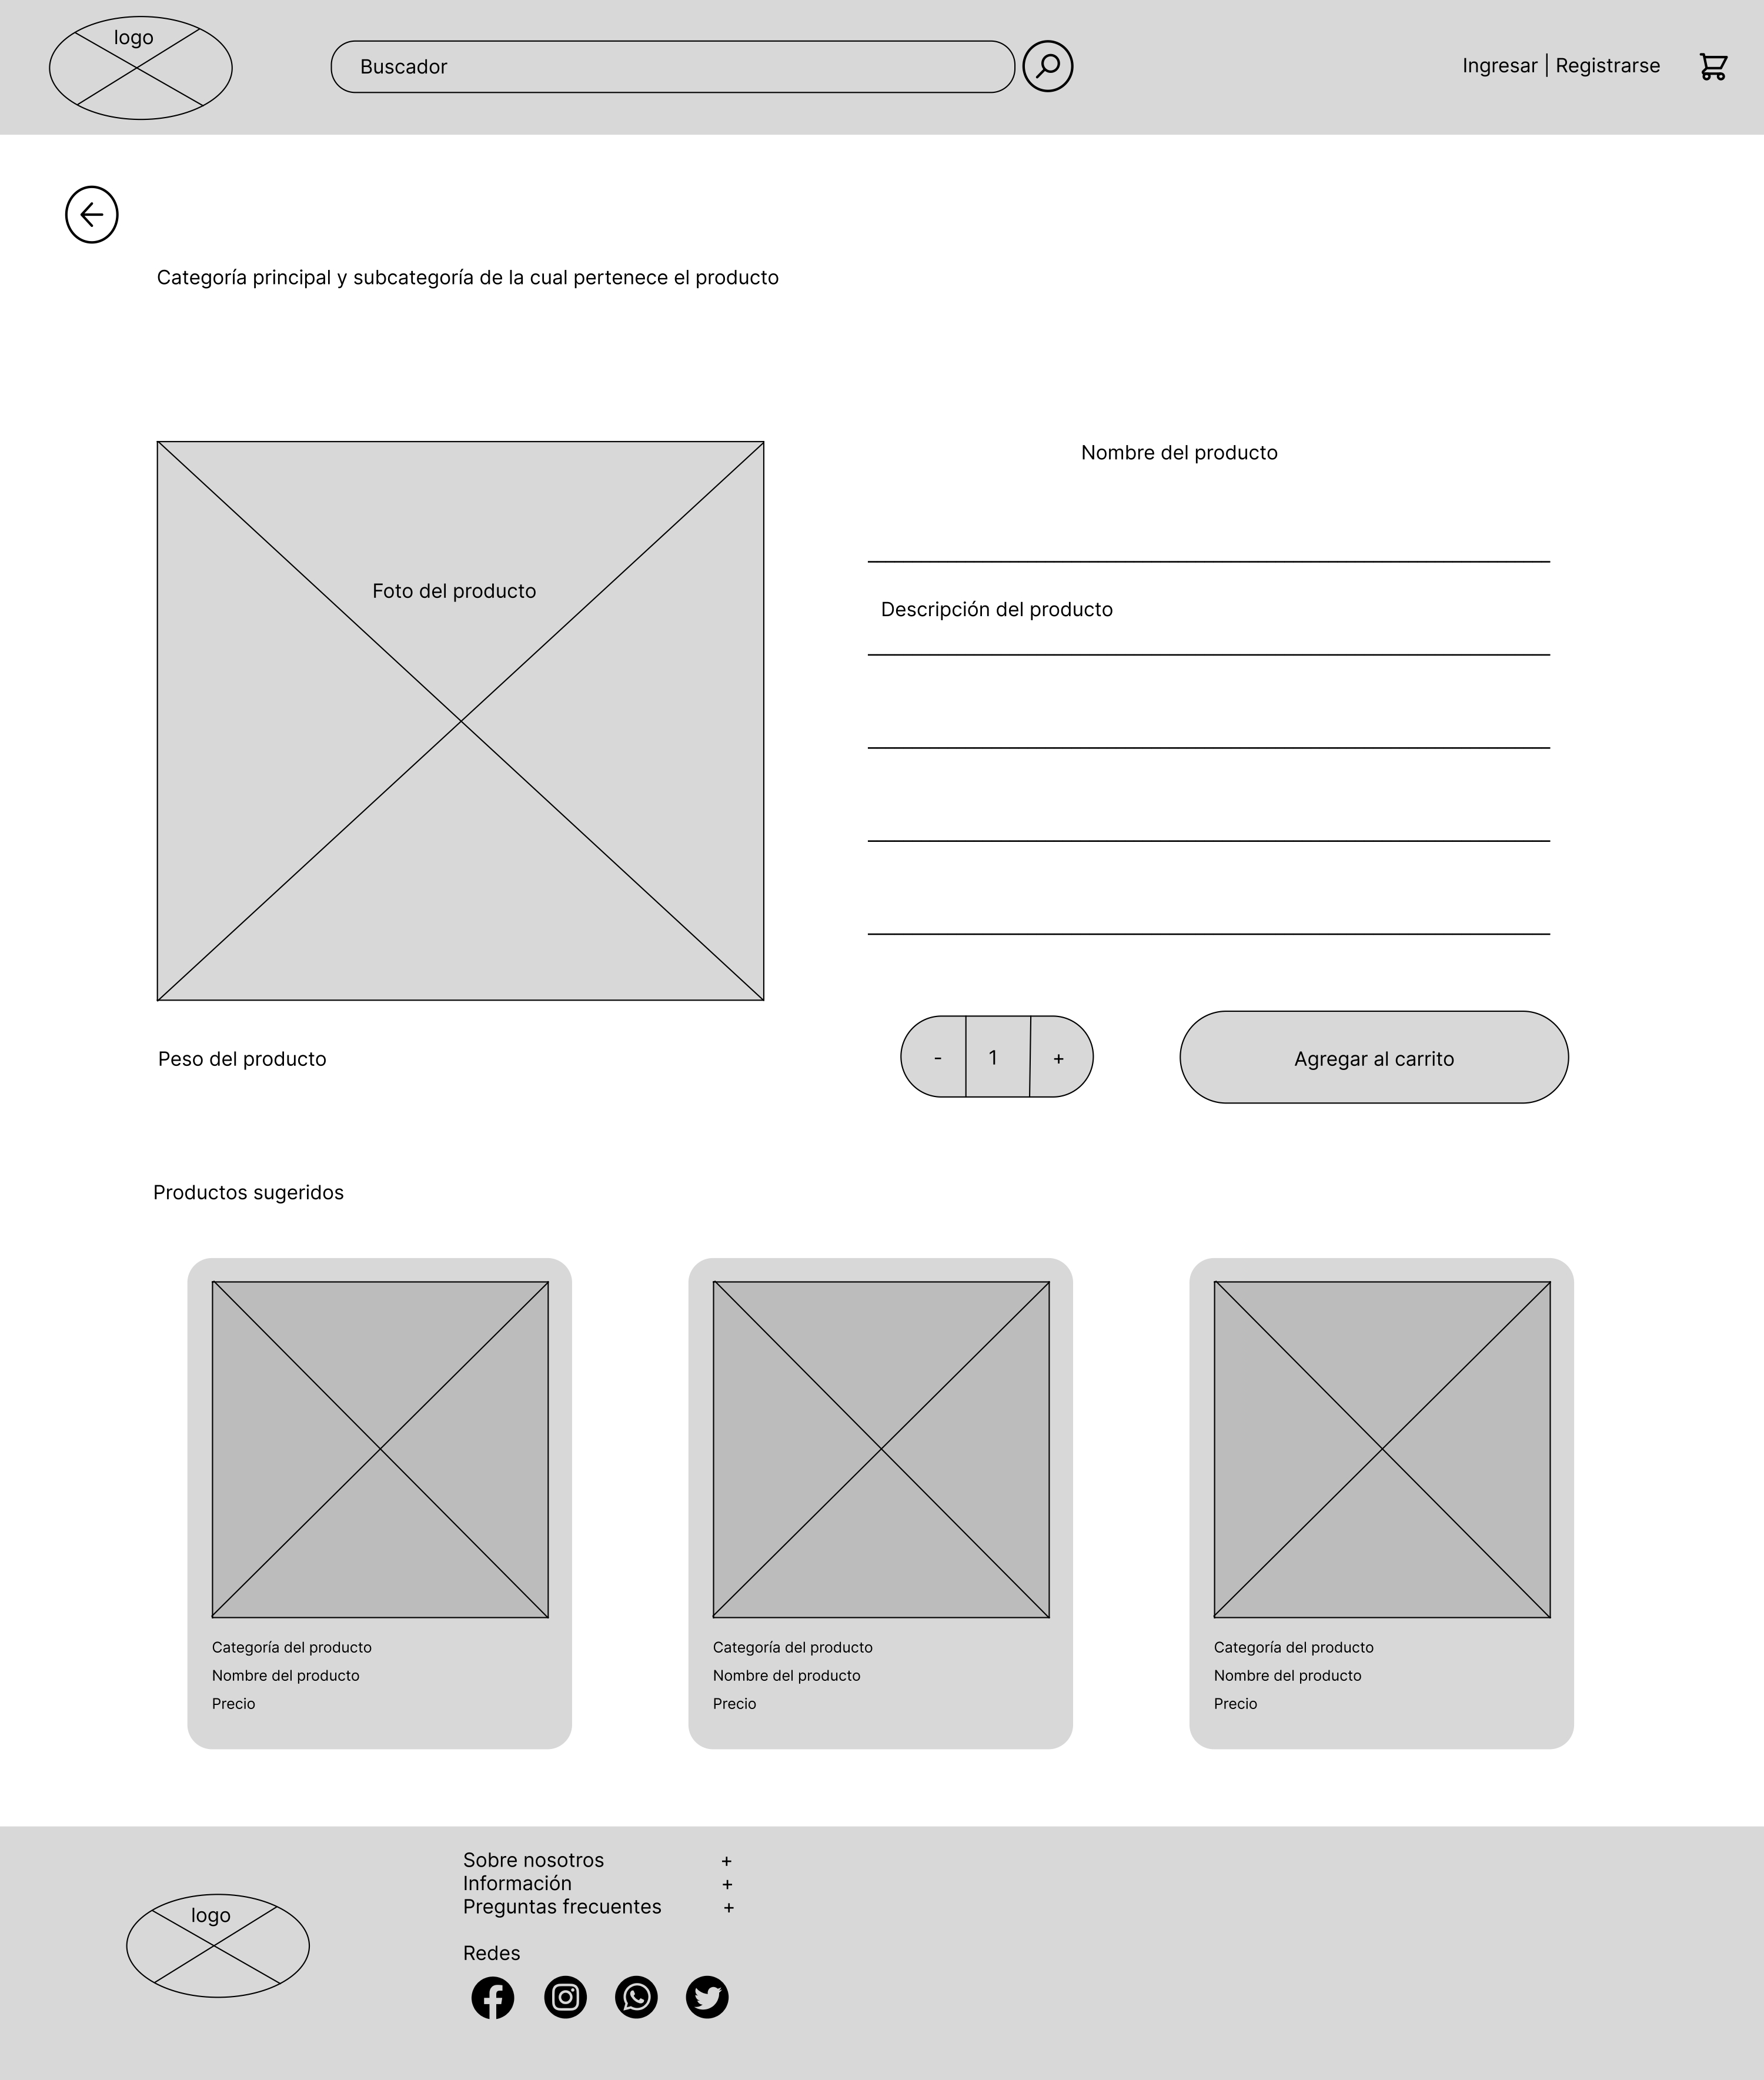 logo
Buscador
Ingresar | Registrarse
Categoría principal y subcategoría de la cual pertenece el producto
Nombre del producto
Foto del producto
Descripción del producto
- 1 +
Agregar al carrito
Peso del producto
Productos sugeridos
Categoría del producto
Nombre del producto
Precio
Categoría del producto
Nombre del producto
Precio
Categoría del producto
Nombre del producto
Precio
logo
Sobre nosotros +
Información +
Preguntas frecuentes +
Redes